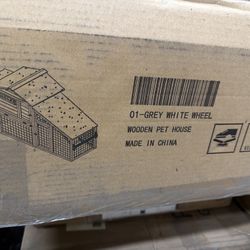 01-GREY WHITE WHEEL
WOODEN PET HOUSE
MADE IN CHINA